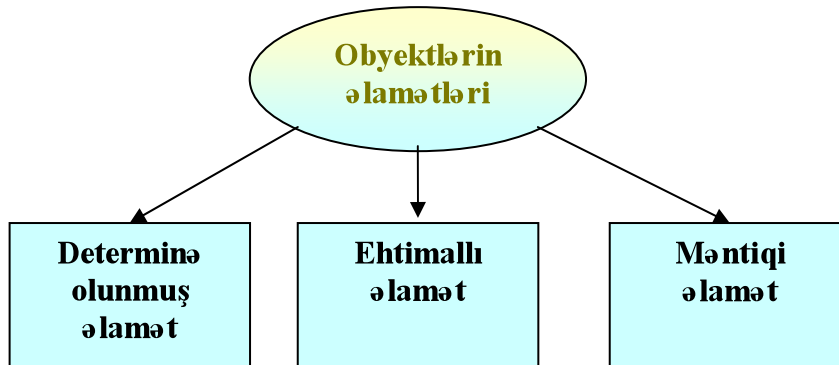 Obyektlərin
əlamətləri
Determinə
olunmuş
əlamət
Ehtimallı
əlamət
Məntiqi
əlamət